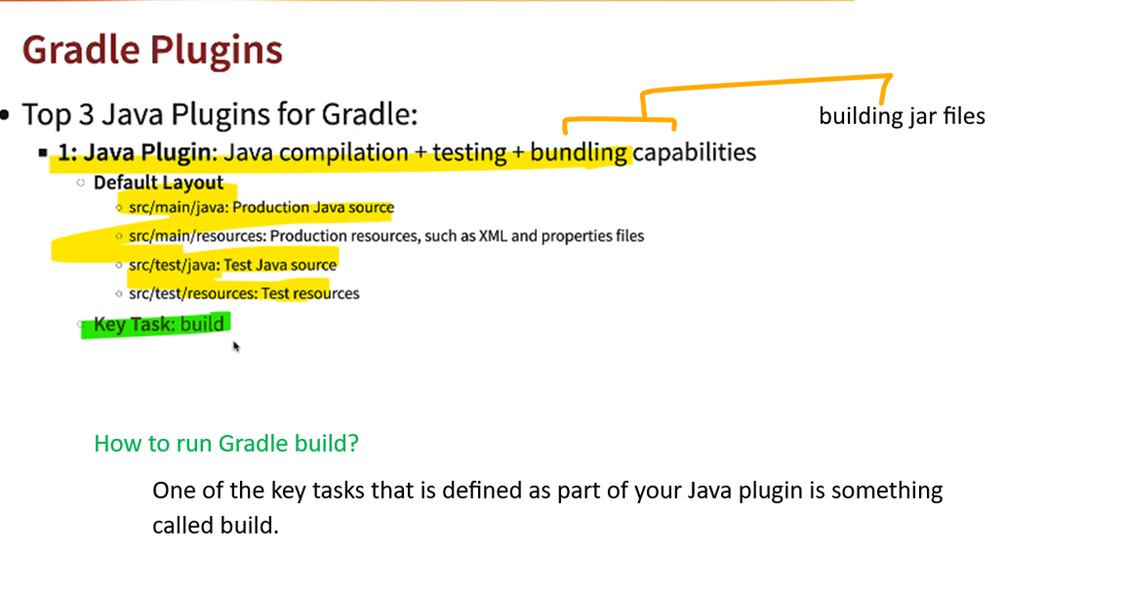 Gradle Plugins
• Top 3 Java Plugins for Gradle:
building jar files
▪ 1: Java Plugin: Java compilation + testing + bundling capabilities
○ Default Layout
○ src/main/java: Production Java source
○ src/main/resources: Production resources, such as XML and properties files
○ src/test/java: Test Java source
○ src/test/resources: Test resources
○ Key Task: build
How to run Gradle build?
One of the key tasks that is defined as part of your Java plugin is something
called build.